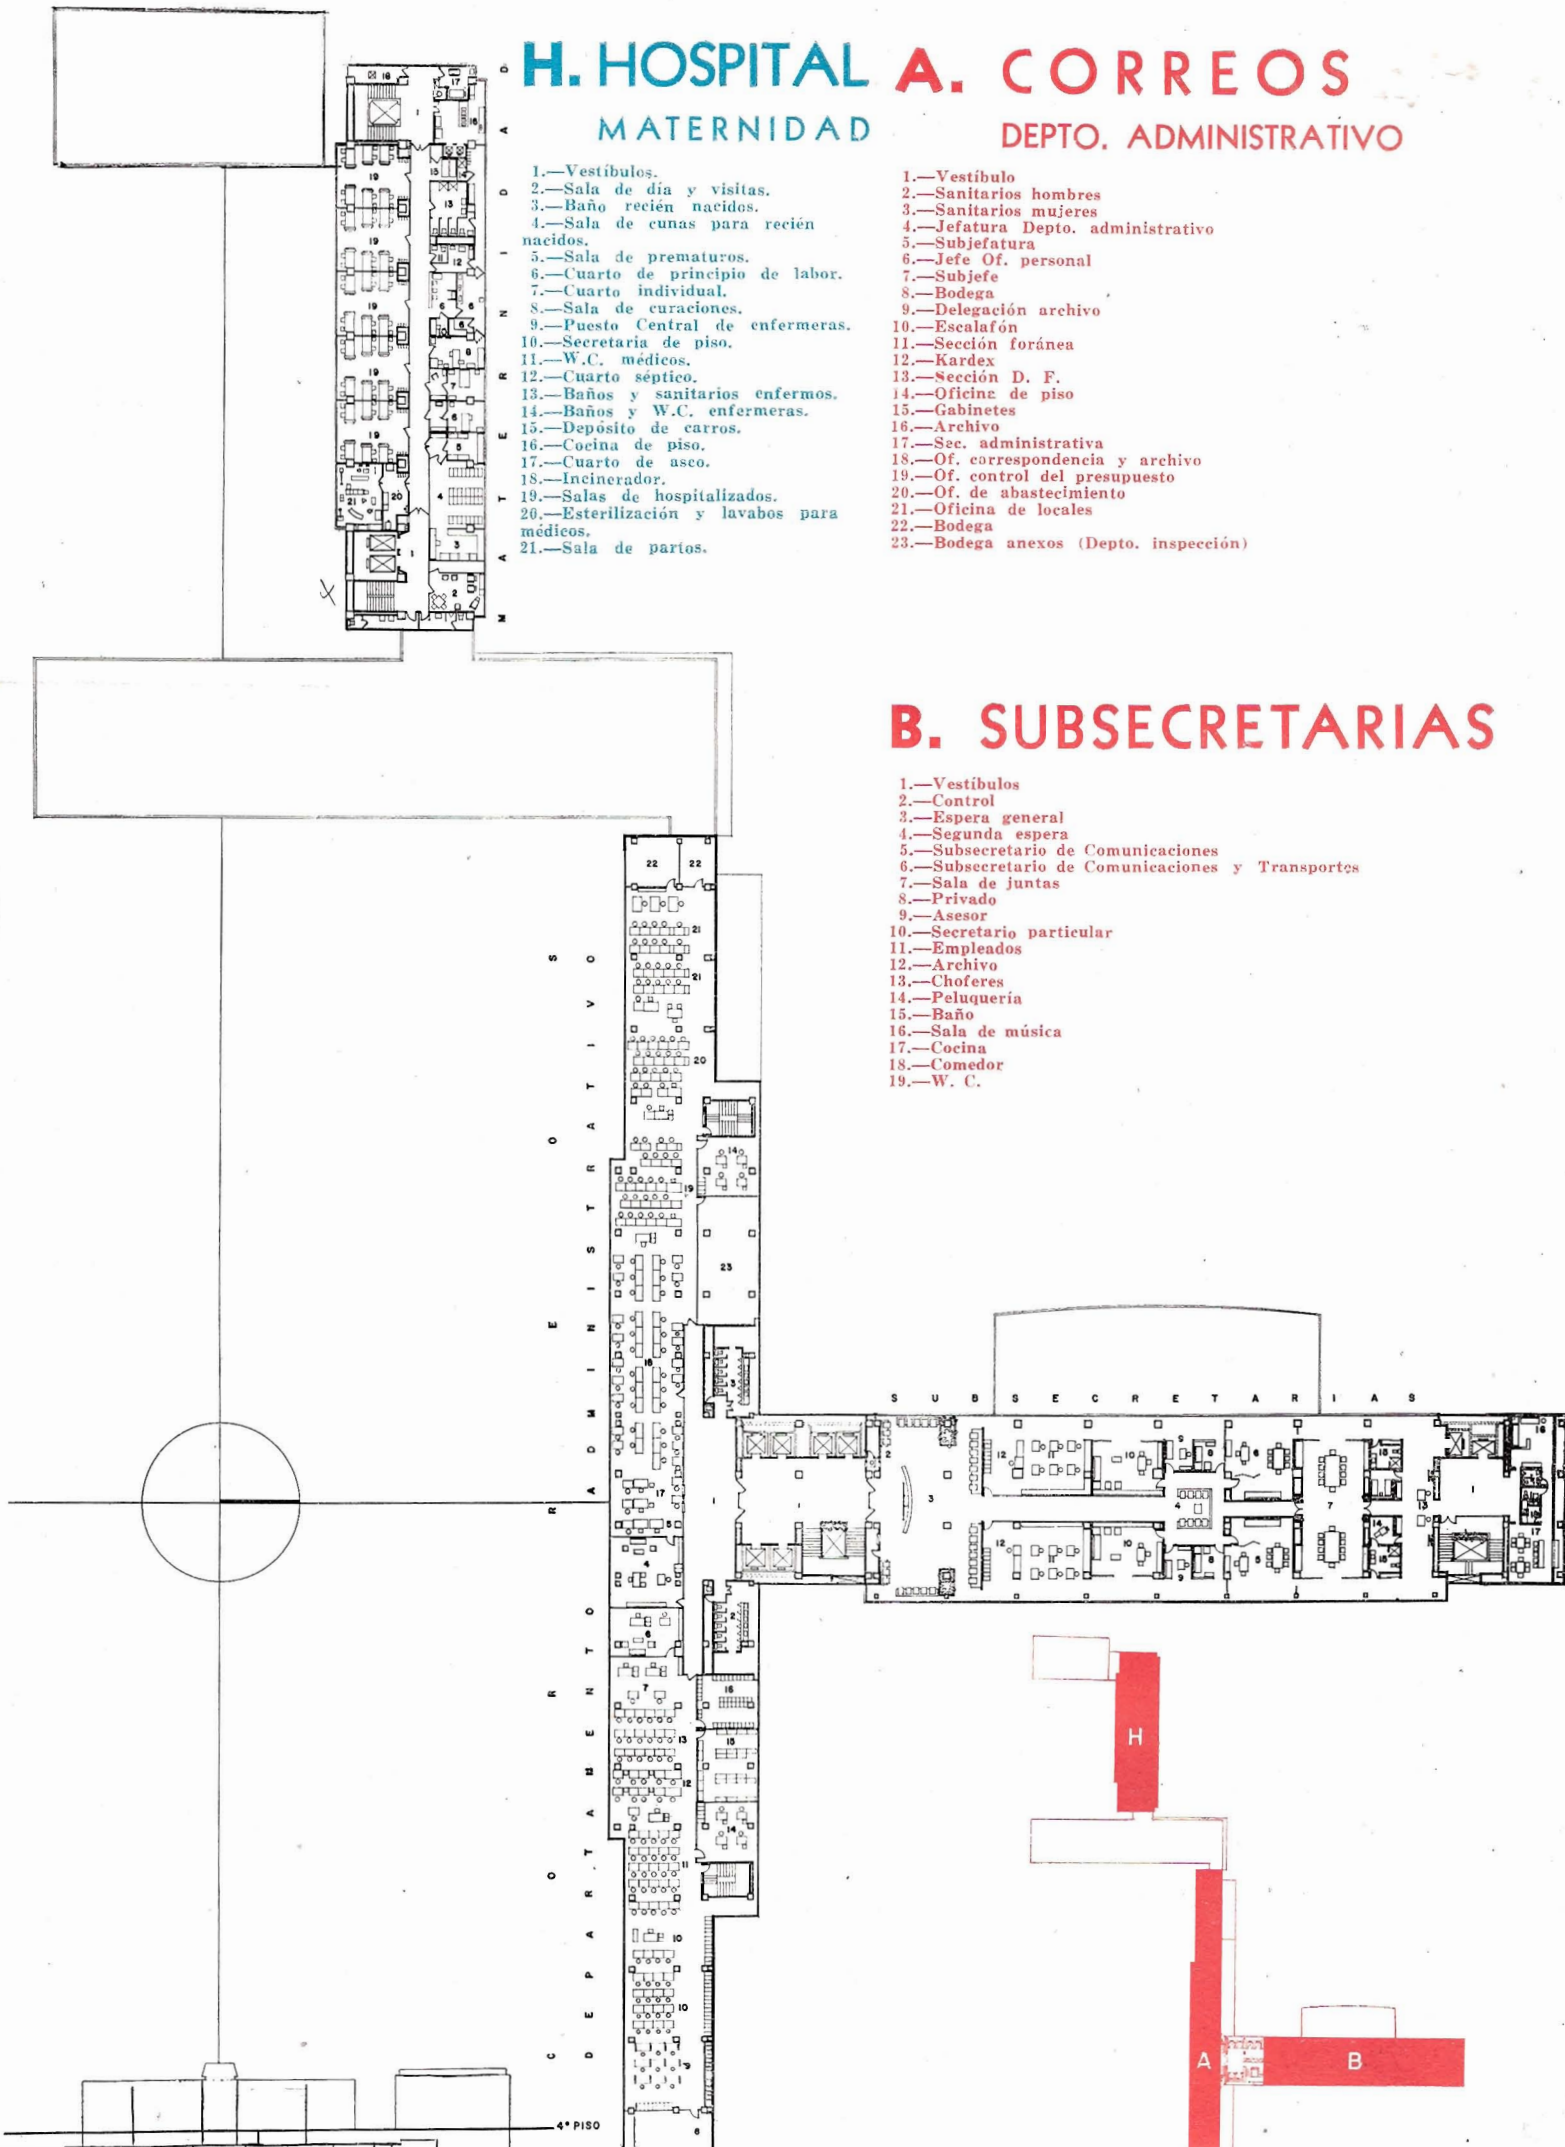 H. HOSPITAL
MATERNIDAD
1.—Vestíbulos.
2.—Sala de día y visitas.
3.—Baño recién nacidos.
4.—Sala de cunas para recién
nacidos.
5.—Sala de prematuros.
6.—Cuarto de principio de labor.
7.—Cuarto individual.
8.—Sala de curaciones.
9.—Puesto Central de enfermeras.
10.—Secretaria de piso.
11.—W.C. médicos.
12.—Cuarto séptico.
13.—Baños y sanitarios enfermos.
14.—Baños y W.C. enfermeras.
15.—Depósito de carros.
16.—Cocina de piso.
17.—Cuarto de asco.
18.—Incinerador.
19.—Salas de hospitalizados.
20.—Esterilización y lavabos para
médicos.
21.—Sala de partos.
A. CORREOS
DEPTO. ADMINISTRATIVO
1.—Vestíbulo
2.—Sanitarios hombres
3.—Sanitarios mujeres
4.—Jefatura Depto. administrativo
5.—Subjefatura
6.—Jefe Of. personal
7.—Subjefe
8.—Bodega
9.—Delegación archivo
10.—Escalafón
11.—Sección foránea
12.—Kardex
13.—Sección D. F.
14.—Oficina de piso
15.—Gabinetes
16.—Archivo
17.—Sec. administrativa
18.—Of. correspondencia y archivo
19.—Of. control del presupuesto
20.—Of. de abastecimiento
21.—Oficina de locales
22.—Bodega
23.—Bodega anexos (Depto. inspección)
B. SUBSECRETARIAS
1.—Vestíbulos
2.—Control
3.—Espera general
4.—Segunda espera
5.—Subsecretario de Comunicaciones
6.—Subsecretario de Comunicaciones y Transportes
7.—Sala de juntas
8.—Privado
9.—Asesor
10.—Secretario particular
11.—Empleados
12.—Archivo
13.—Choferes
14.—Peluquería
15.—Baño
16.—Sala de música
17.—Cocina
18.—Comedor
19.—W. C.
MATERNIDAD
CORREOS
DEPARTAMENTO ADMINISTRATIVO
SUBSECRETARIAS
H
A
B
4° PISO